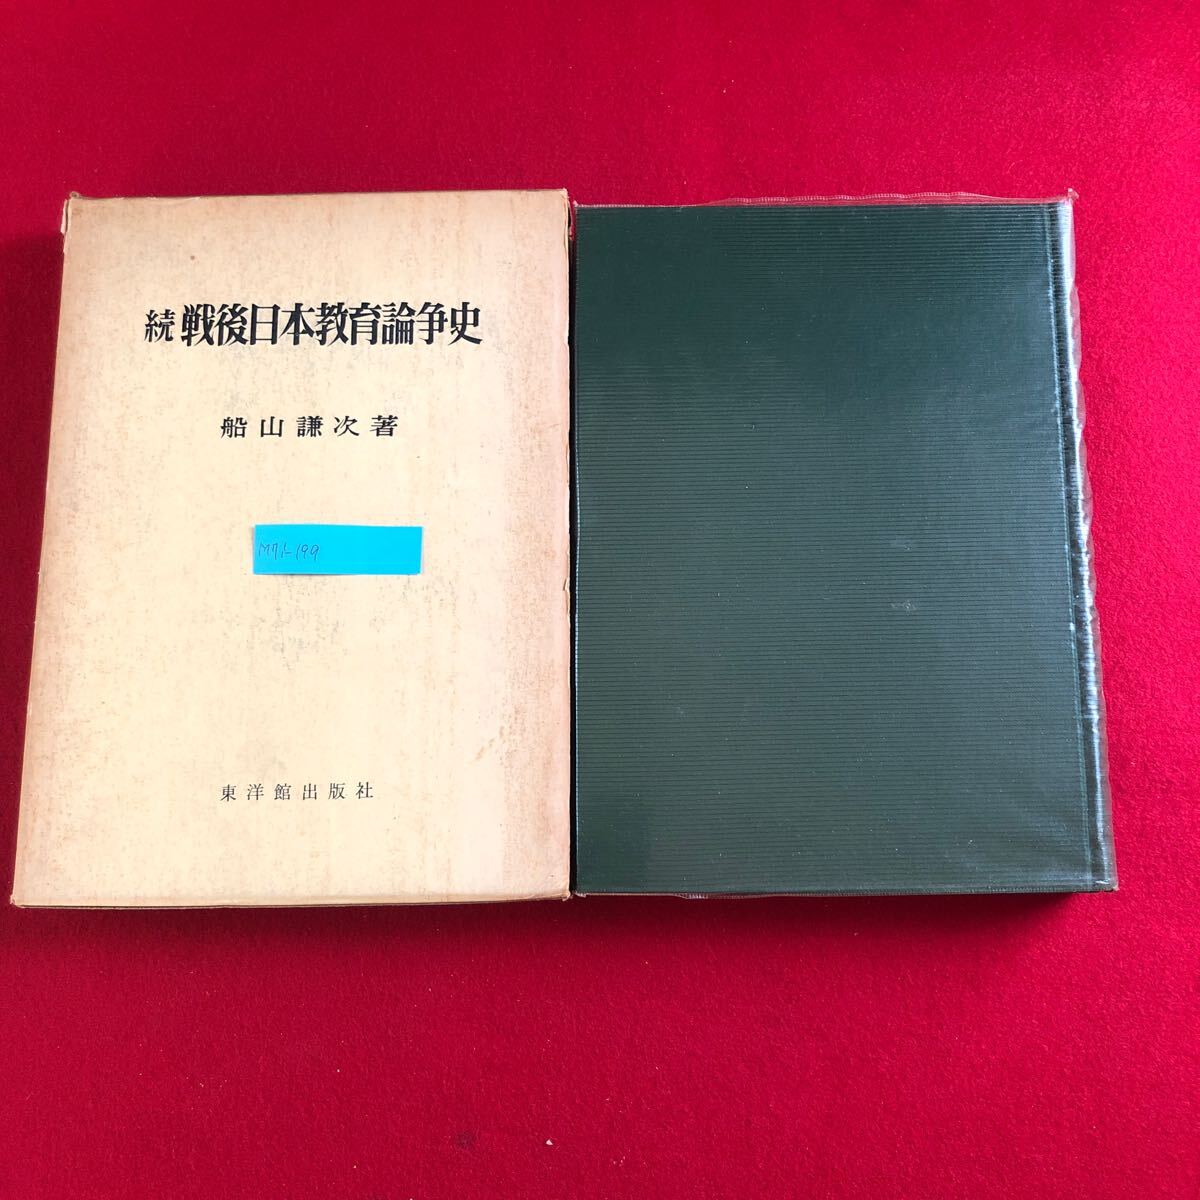 続 戦後日本教育論争史
船山謙次著
M71-199
東洋館出版社